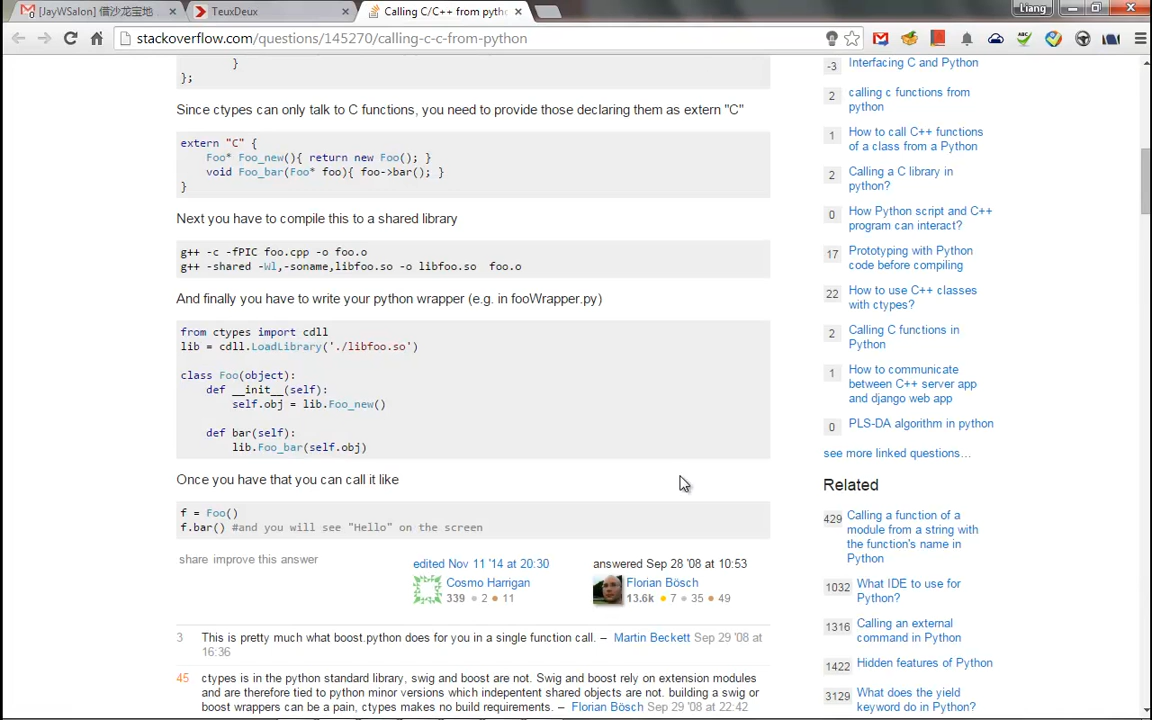 [JayWSalon] 借沙龙宝地
TeuxDeux
Calling C/C++ from pytho
Liang
stackoverflow.com/questions/145270/calling-c-c-from-python
}
};
Since ctypes can only talk to C functions, you need to provide those declaring them as extern "C"
extern "C" {
Foo* Foo_new(){ return new Foo(); }
void Foo_bar(Foo* foo){ foo->bar(); }
}
Next you have to compile this to a shared library
g++ -c -fPIC foo.cpp -o foo.o
g++ -shared -Wl,-soname,libfoo.so -o libfoo.so  foo.o
And finally you have to write your python wrapper (e.g. in fooWrapper.py)
from ctypes import cdll
lib = cdll.LoadLibrary('./libfoo.so')
class Foo(object):
def __init__(self):
self.obj = lib.Foo_new()
def bar(self):
lib.Foo_bar(self.obj)
Once you have that you can call it like
f = Foo()
f.bar() #and you will see "Hello" on the screen
share improve this answer
edited Nov 11 '14 at 20:30
Cosmo Harrigan
339 2 11
answered Sep 28 '08 at 10:53
Florian Bösch
13.6k 7 35 49
3 This is pretty much what boost.python does for you in a single function call. – Martin Beckett Sep 29 '08 at
16:36
45 ctypes is in the python standard library, swig and boost are not. Swig and boost rely on extension modules
and are therefore tied to python minor versions which indepentent shared objects are not. building a swig or
boost wrappers can be a pain, ctypes makes no build requirements. – Florian Bösch Sep 29 '08 at 22:42
-3 Interfacing C and Python
2 calling c functions from
python
1 How to call C++ functions
of a class from a Python
2 Calling a C library in
python?
0 How Python script and C++
program can interact?
17 Prototyping with Python
code before compiling
22 How to use C++ classes
with ctypes?
2 Calling C functions in
Python
1 How to communicate
between C++ server app
and django web app
0 PLS-DA algorithm in python
see more linked questions…
Related
429 Calling a function of a
module from a string with
the function's name in
Python
1032 What IDE to use for
Python?
1316 Calling an external
command in Python
1422 Hidden features of Python
3129 What does the yield
keyword do in Python?